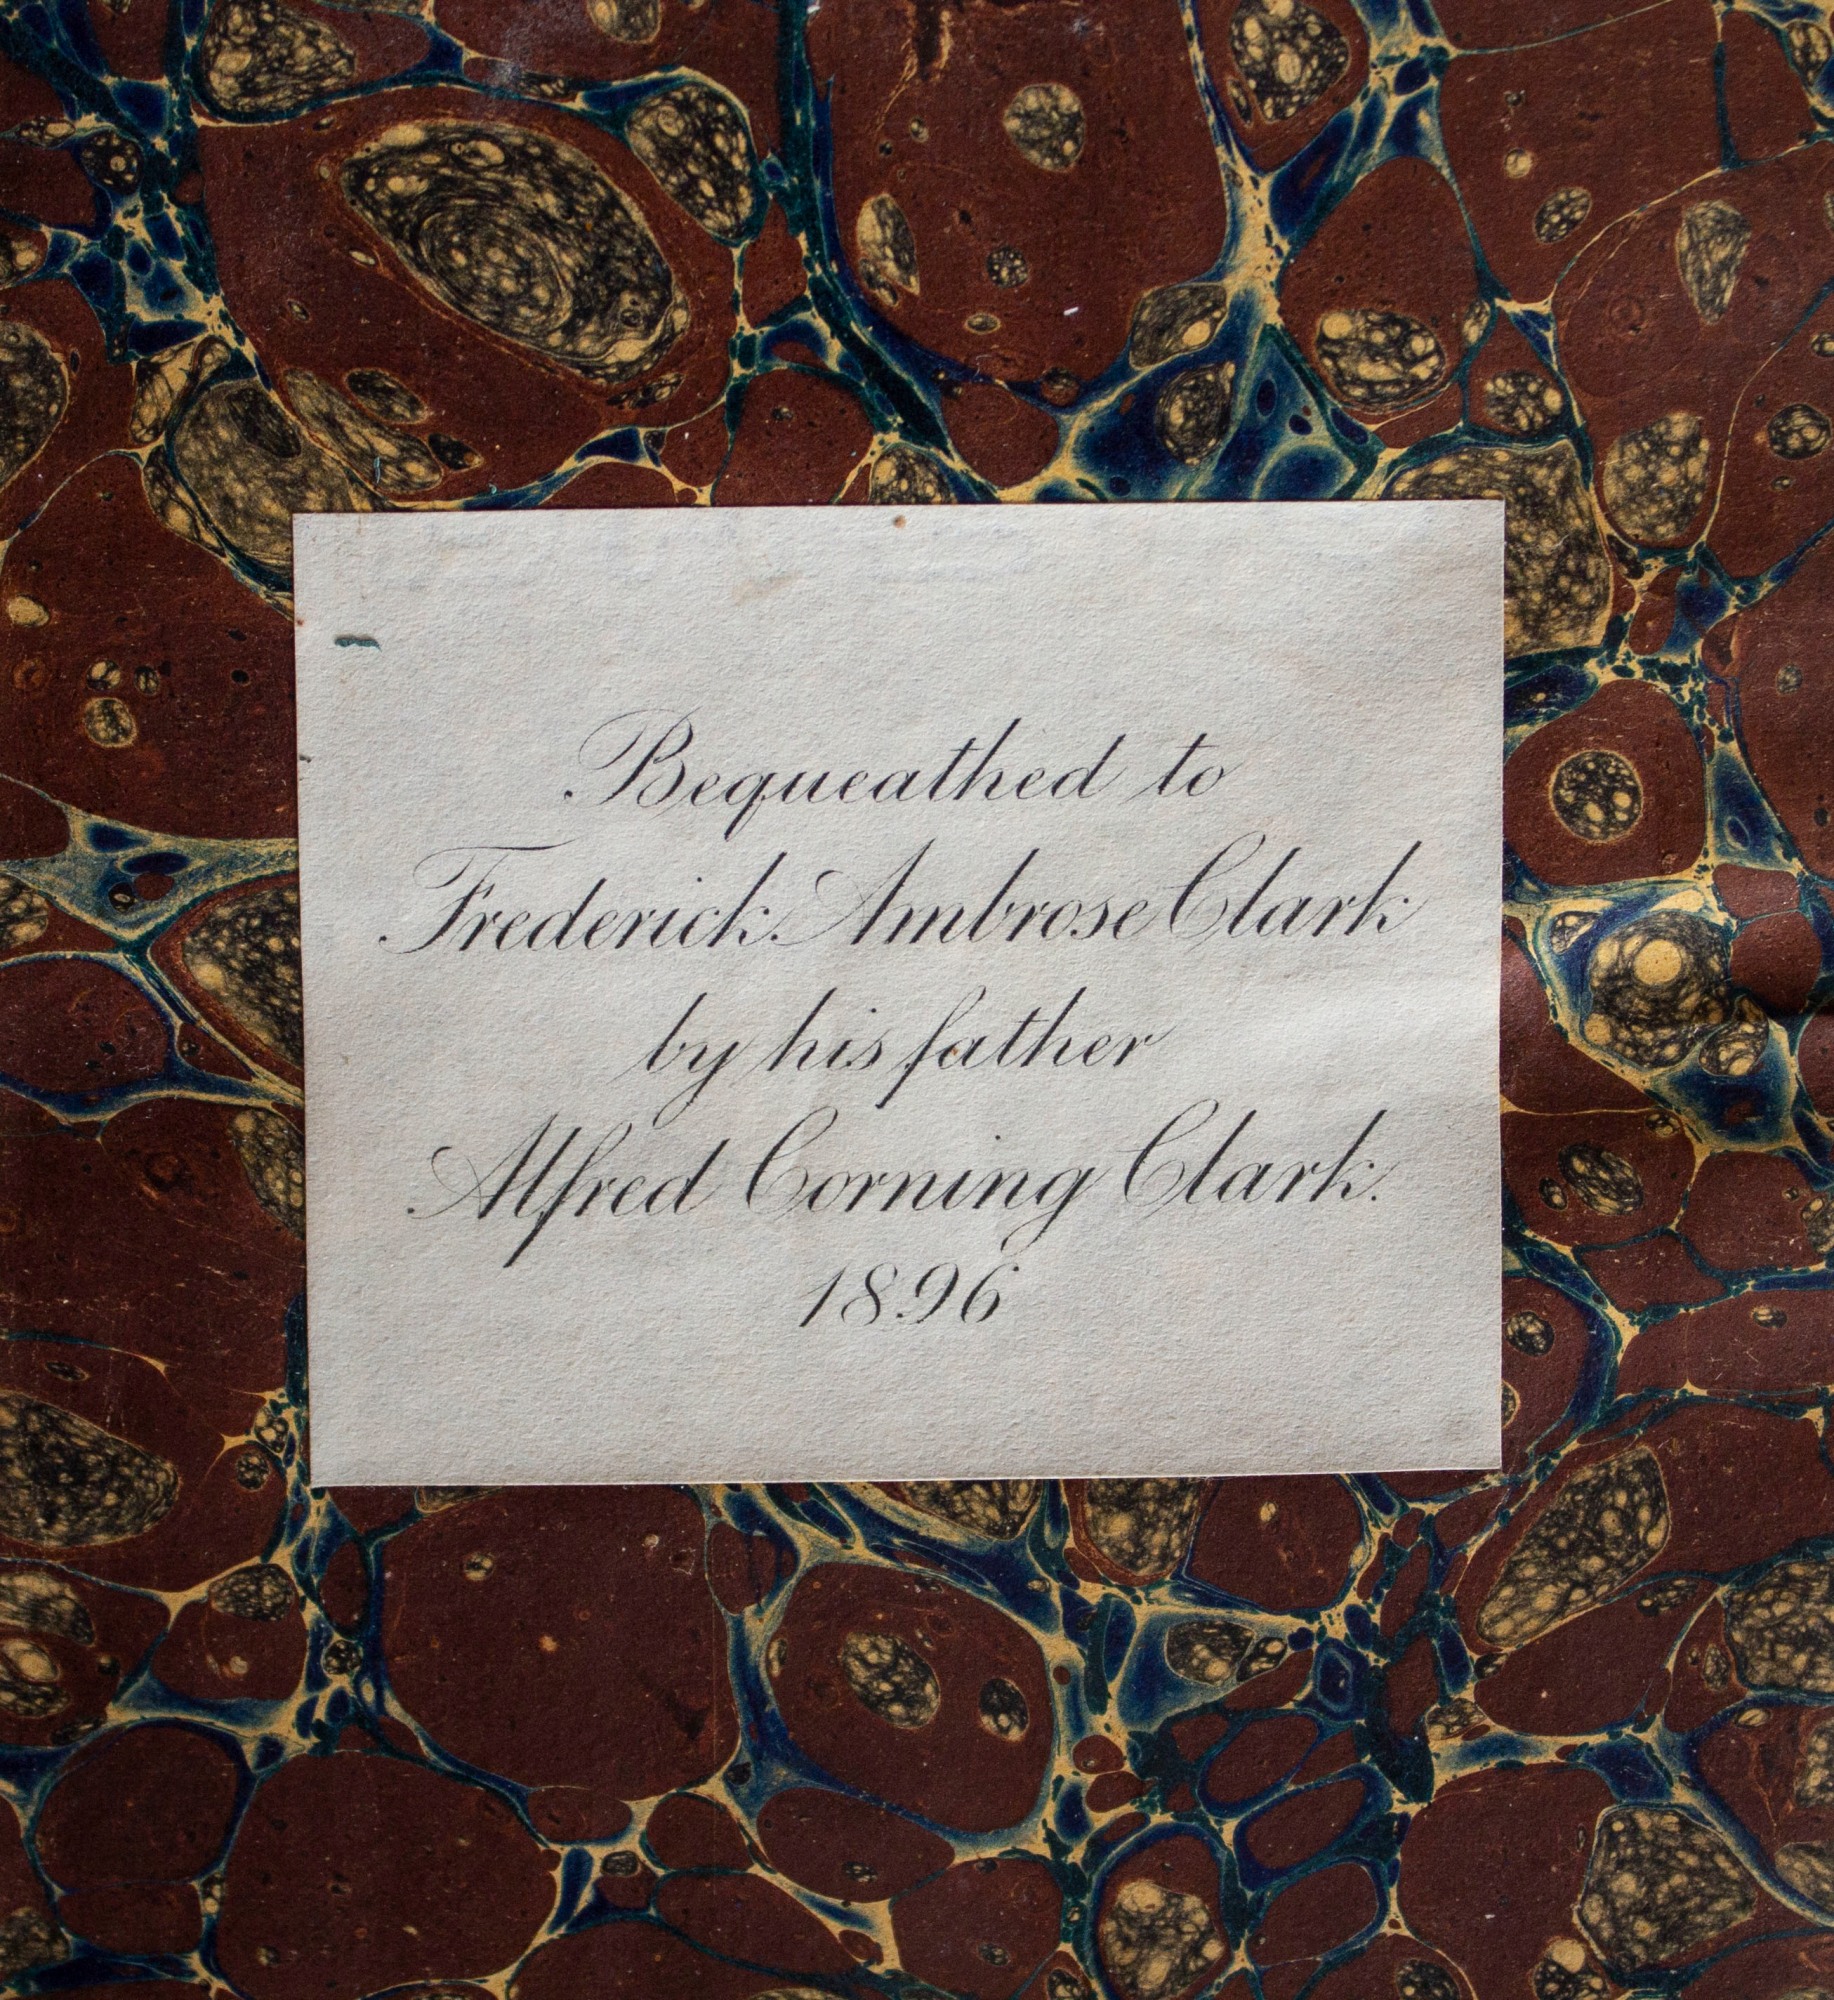 Bequeathed to
Frederick Ambrose Clark
by his father
Alfred Corning Clark.
1896